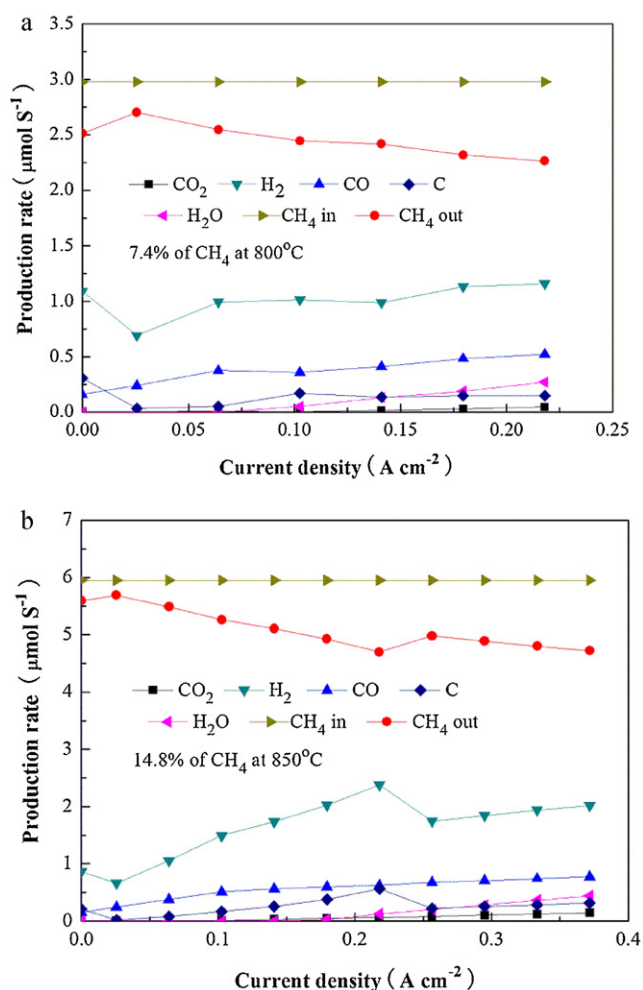 a
3.5
3.0
2.5
2.0
1.5
1.0
0.5
0.0
Production rate ( μmol S⁻¹)
CO₂ H₂ CO C
H₂O CH₄ in CH₄ out
7.4% of CH₄ at 800°C
0.00 0.05 0.10 0.15 0.20 0.25
Current density ( A cm⁻²)
b
7
6
5
4
3
2
1
0
Production rate ( μmol S⁻¹)
CO₂ H₂ CO C
H₂O CH₄ in CH₄ out
14.8% of CH₄ at 850°C
0.0 0.1 0.2 0.3 0.4
Current density ( A cm⁻²)